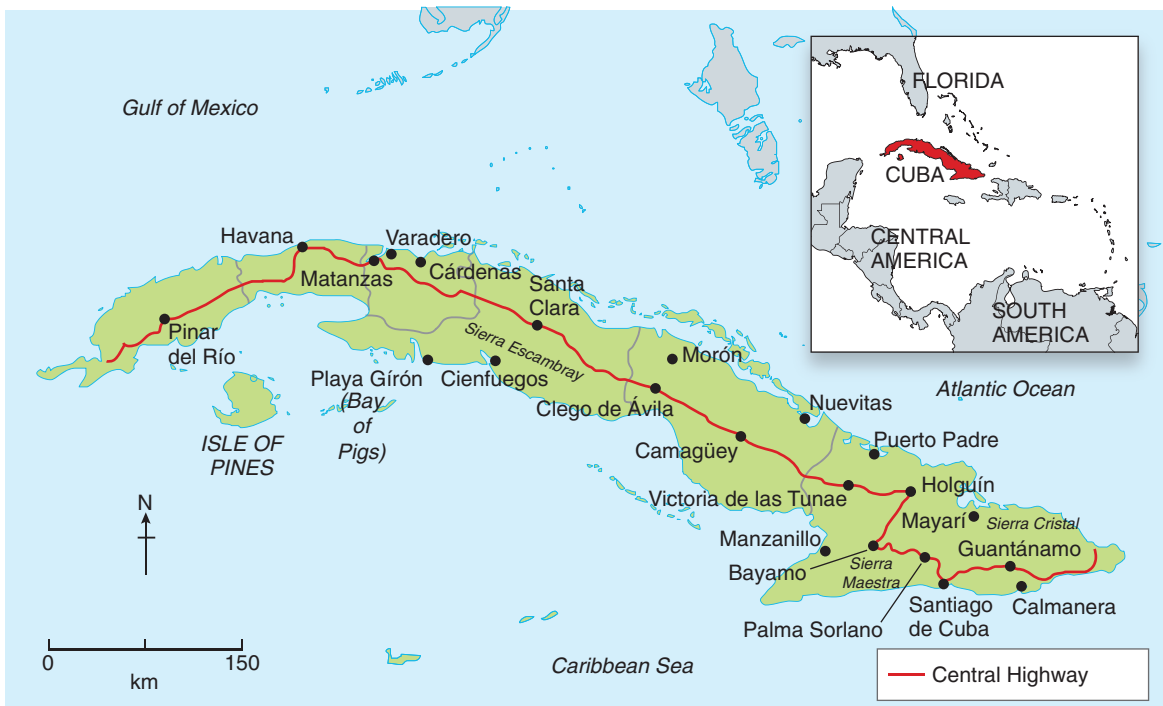 Gulf of Mexico
FLORIDA
CUBA
CENTRAL
AMERICA
SOUTH
AMERICA
Havana
Varadero
Matanzas
Cárdenas
Santa
Clara
Pinar
del Río
Sierra Escambray
Morón
Playa Gírón
(Bay
of
Pigs)
Cienfuegos
Clego de Ávila
Atlantic Ocean
Nuevitas
ISLE OF
PINES
Camagüey
Puerto Padre
Victoria de las Tunae
Holguín
N
Mayarí
Sierra Cristal
Manzanillo
Guantánamo
Bayamo
Sierra
Maestra
Santiago
de Cuba
Calmanera
Palma Sorlano
0
150
km
Caribbean Sea
Central Highway